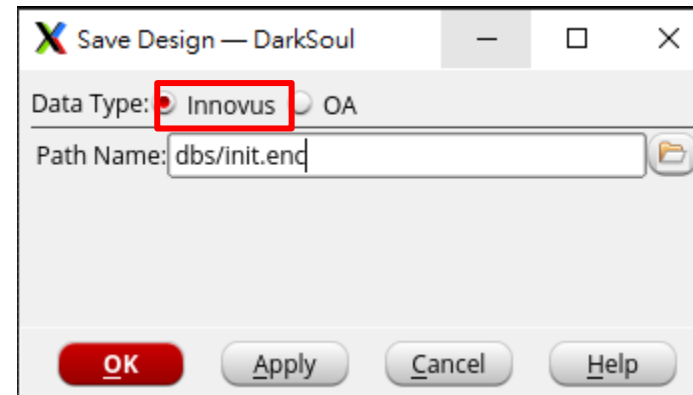 Save Design — DarkSoul
Data Type: Innovus OA
Path Name: dbs/init.enc
OK Apply Cancel Help